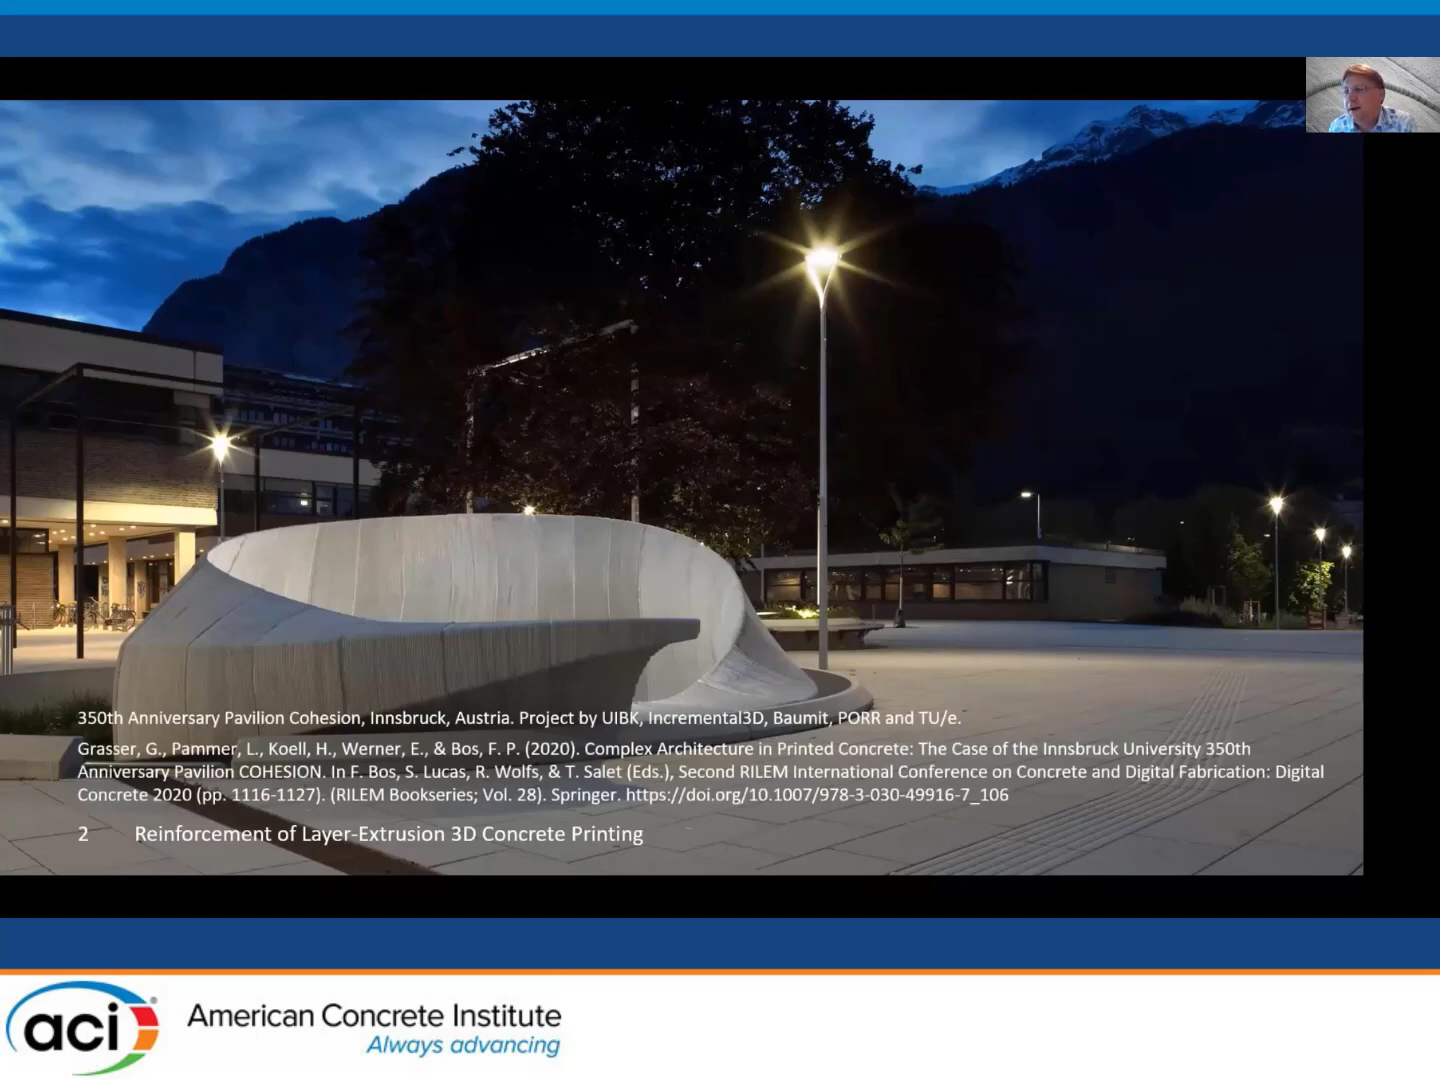 350th Anniversary Pavilion Cohesion, Innsbruck, Austria. Project by UIBK, Incremental3D, Baumit, PORR and TU/e.
Grasser, G., Pammer, L., Koell, H., Werner, E., & Bos, F. P. (2020). Complex Architecture in Printed Concrete: The Case of the Innsbruck University 350th
Anniversary Pavilion COHESION. In F. Bos, S. Lucas, R. Wolfs, & T. Salet (Eds.), Second RILEM International Conference on Concrete and Digital Fabrication: Digital
Concrete 2020 (pp. 1116-1127). (RILEM Bookseries; Vol. 28). Springer. https://doi.org/10.1007/978-3-030-49916-7_106
2 Reinforcement of Layer-Extrusion 3D Concrete Printing
aci®
American Concrete Institute
Always advancing